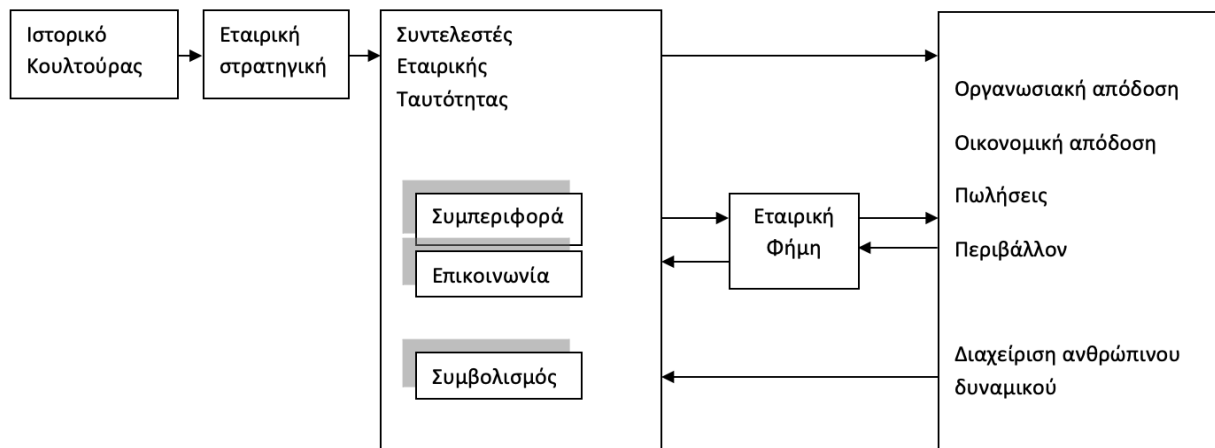 Ιστορικό
Κουλτούρας
Εταιρική
στρατηγική
Συντελεστές
Εταιρικής
Ταυτότητας
Συμπεριφορά
Επικοινωνία
Συμβολισμός
Εταιρική
Φήμη
Οργανωσιακή απόδοση
Οικονομική απόδοση
Πωλήσεις
Περιβάλλον
Διαχείριση ανθρώπινου
δυναμικού